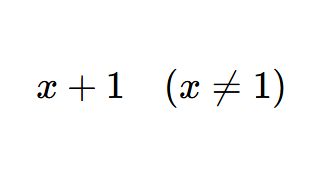 x + 1 (x ≠ 1)